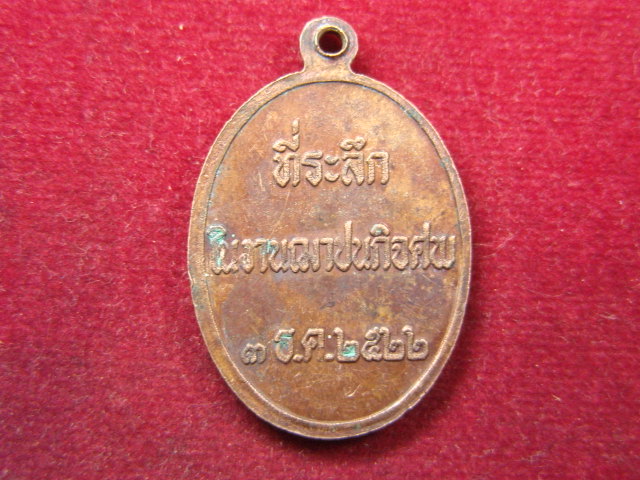 ที่ระลึก
ในงานฌาปนกิจศพ
๓ ธ.ค.๒๕๒๒